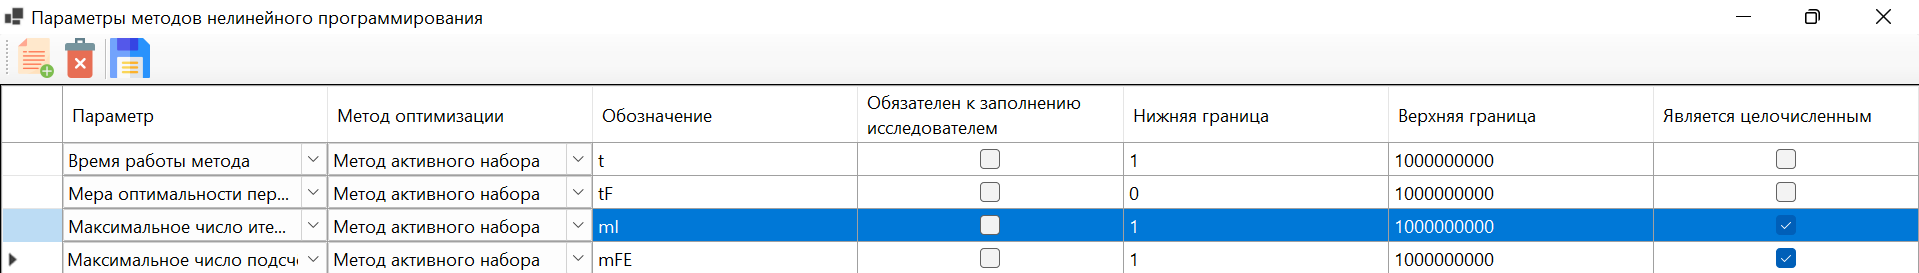 Параметры методов нелинейного программирования
Параметр Метод оптимизации Обозначение Обязателен к заполнению исследователем Нижняя граница Верхняя граница Является целочисленным
Время работы метода Метод активного набора t 1 1000000000
Мера оптимальности пер... Метод активного набора tF 0 1000000000
Максимальное число ите... Метод активного набора mI 1 1000000000
Максимальное число подсч Метод активного набора mFE 1 1000000000